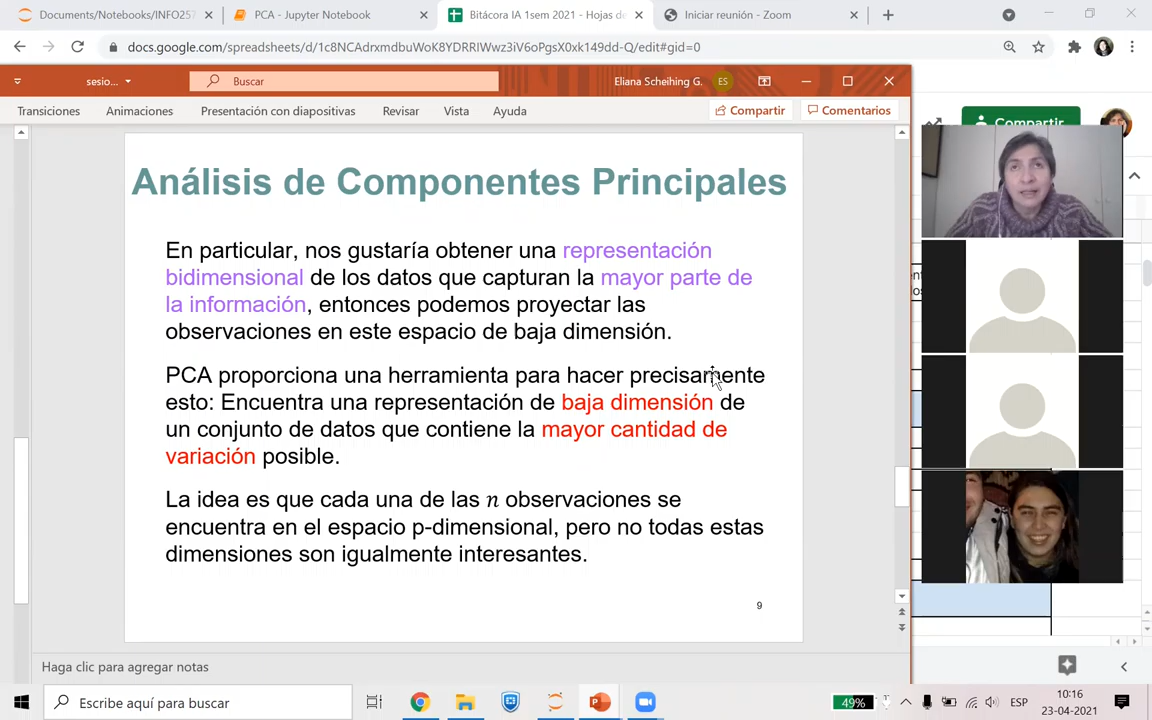 Documents/Notebooks/INFO257
PCA - Jupyter Notebook
Bitácora IA 1sem 2021 - Hojas de
Iniciar reunión - Zoom
docs.google.com/spreadsheets/d/1c8NCAdrxmdbuWoK8YDRRIWwz3iV6oPgsX0xk149dd-Q/edit#gid=0
sesio...
Buscar
Eliana Scheihing G.
ES
Transiciones
Animaciones
Presentación con diapositivas
Revisar
Vista
Ayuda
Compartir
Comentarios
Compartir
Análisis de Componentes Principales
En particular, nos gustaría obtener una representación
bidimensional de los datos que capturan la mayor parte de
la información, entonces podemos proyectar las
observaciones en este espacio de baja dimensión.
PCA proporciona una herramienta para hacer precisamente
esto: Encuentra una representación de baja dimensión de
un conjunto de datos que contiene la mayor cantidad de
variación posible.
La idea es que cada una de las n observaciones se
encuentra en el espacio p-dimensional, pero no todas estas
dimensiones son igualmente interesantes.
9
Haga clic para agregar notas
Escribe aquí para buscar
49%
ESP
10:16
23-04-2021